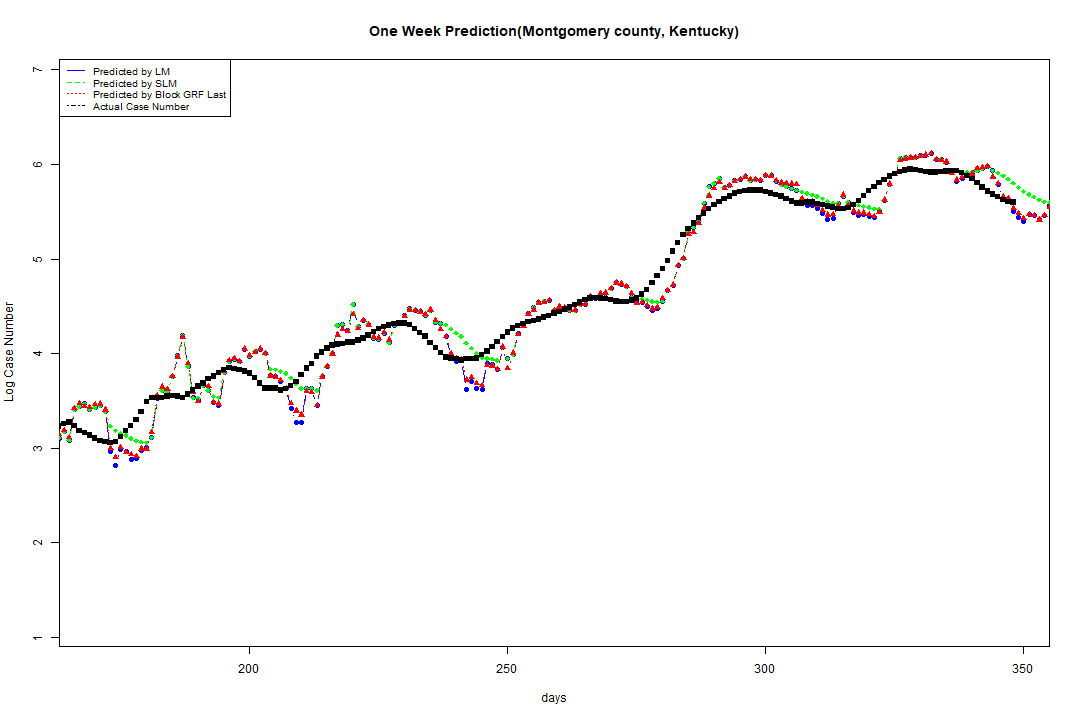 One Week Prediction(Montgomery county, Kentucky)
7
Predicted by LM
Predicted by SLM
Predicted by Block GRF Last
Actual Case Number
6
5
4
3
2
1
Log Case Number
200
250
300
350
days